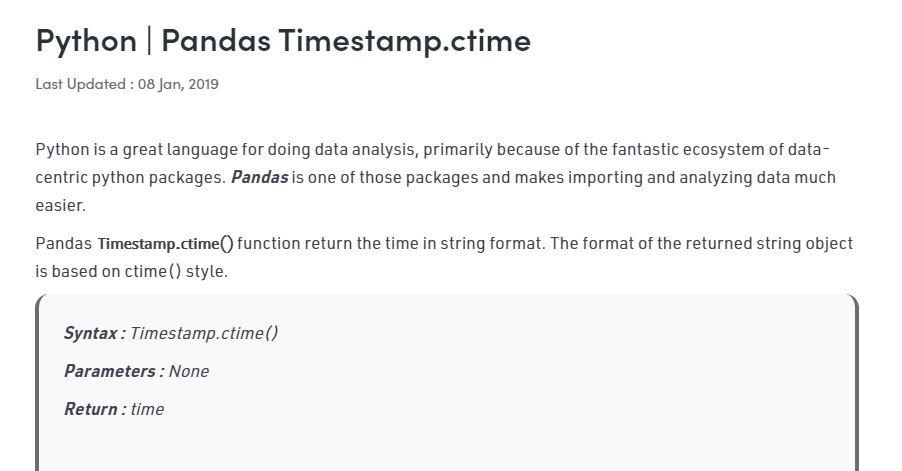 Python | Pandas Timestamp.ctime
Last Updated : 08 Jan, 2019
Python is a great language for doing data analysis, primarily because of the fantastic ecosystem of data-
centric python packages. Pandas is one of those packages and makes importing and analyzing data much
easier.
Pandas Timestamp.ctime() function return the time in string format. The format of the returned string object
is based on ctime() style.
Syntax : Timestamp.ctime()
Parameters : None
Return : time